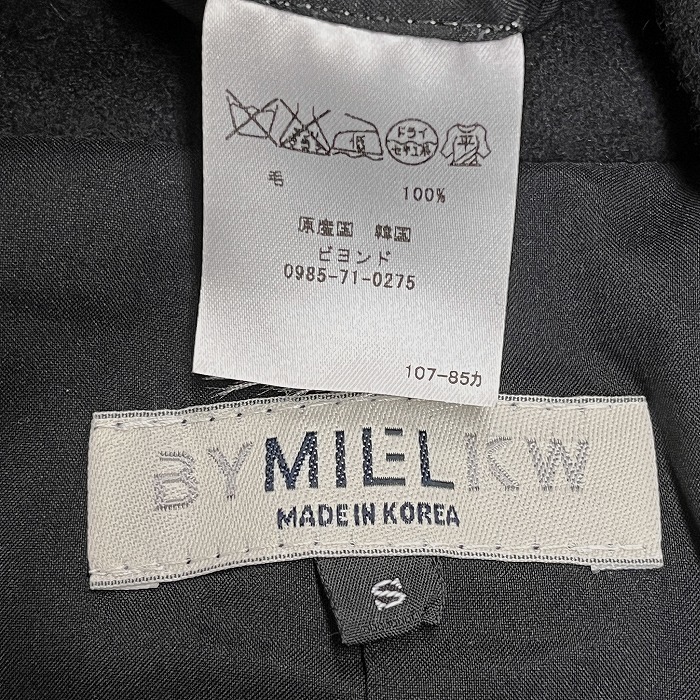 低
ドライ
セキユ系
平
毛 100%
原産国 韓国
ビヨンド
0985-71-0275
107-85カ
BYMIELKW
MADE IN KOREA
S